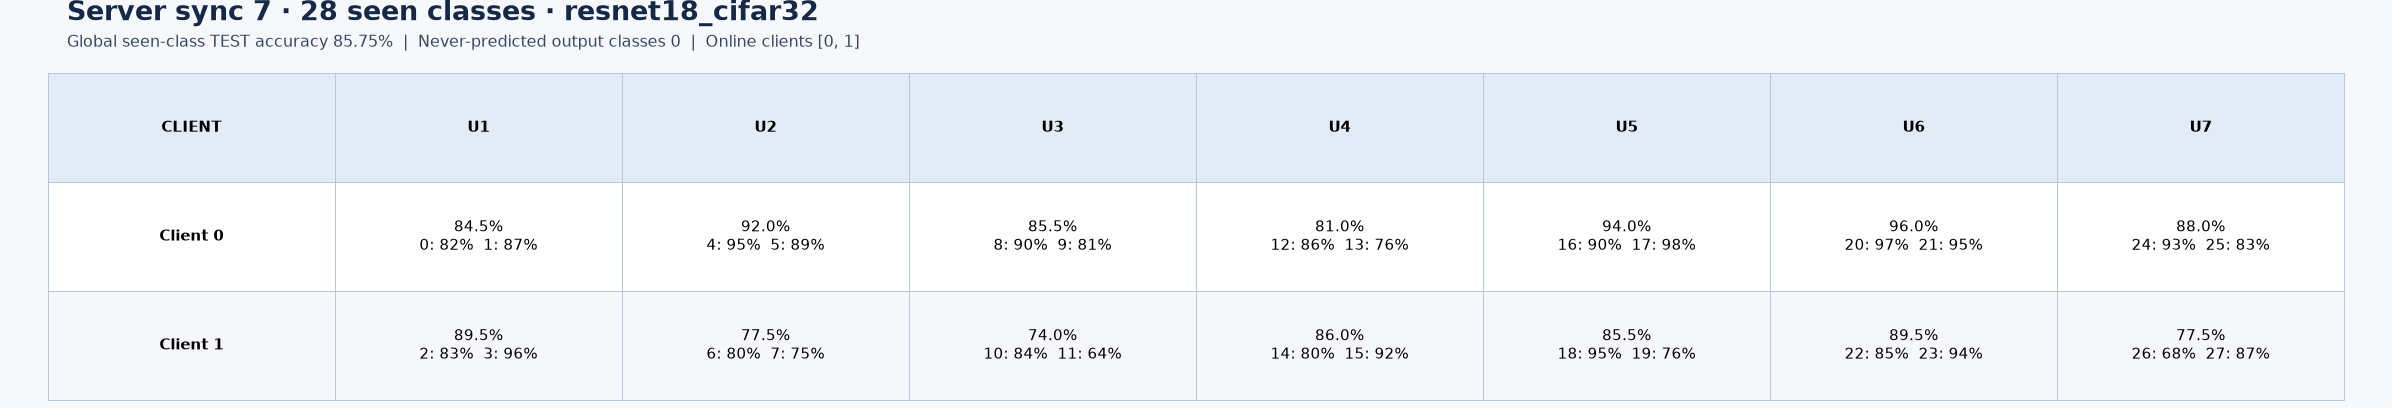 Server sync 7 · 28 seen classes · resnet18_cifar32
Global seen-class TEST accuracy 85.75% | Never-predicted output classes 0 | Online clients [0, 1]
CLIENT U1 U2 U3 U4 U5 U6 U7
Client 0
84.5%
0: 82% 1: 87%
92.0%
4: 95% 5: 89%
85.5%
8: 90% 9: 81%
81.0%
12: 86% 13: 76%
94.0%
16: 90% 17: 98%
96.0%
20: 97% 21: 95%
88.0%
24: 93% 25: 83%
Client 1
89.5%
2: 83% 3: 96%
77.5%
6: 80% 7: 75%
74.0%
10: 84% 11: 64%
86.0%
14: 80% 15: 92%
85.5%
18: 95% 19: 76%
89.5%
22: 85% 23: 94%
77.5%
26: 68% 27: 87%